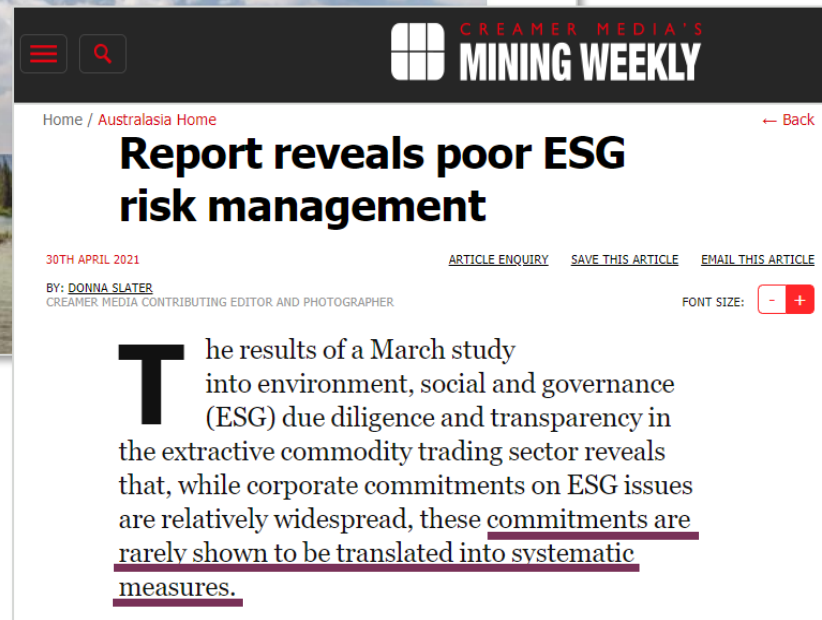 CREAMER MEDIA'S
MINING WEEKLY
Home / Australasia Home
← Back
Report reveals poor ESG
risk management
30TH APRIL 2021
ARTICLE ENQUIRY SAVE THIS ARTICLE EMAIL THIS ARTICLE
BY: DONNA SLATER
CREAMER MEDIA CONTRIBUTING EDITOR AND PHOTOGRAPHER
FONT SIZE: - +
The results of a March study
into environment, social and governance
(ESG) due diligence and transparency in
the extractive commodity trading sector reveals
that, while corporate commitments on ESG issues
are relatively widespread, these commitments are
rarely shown to be translated into systematic
measures.